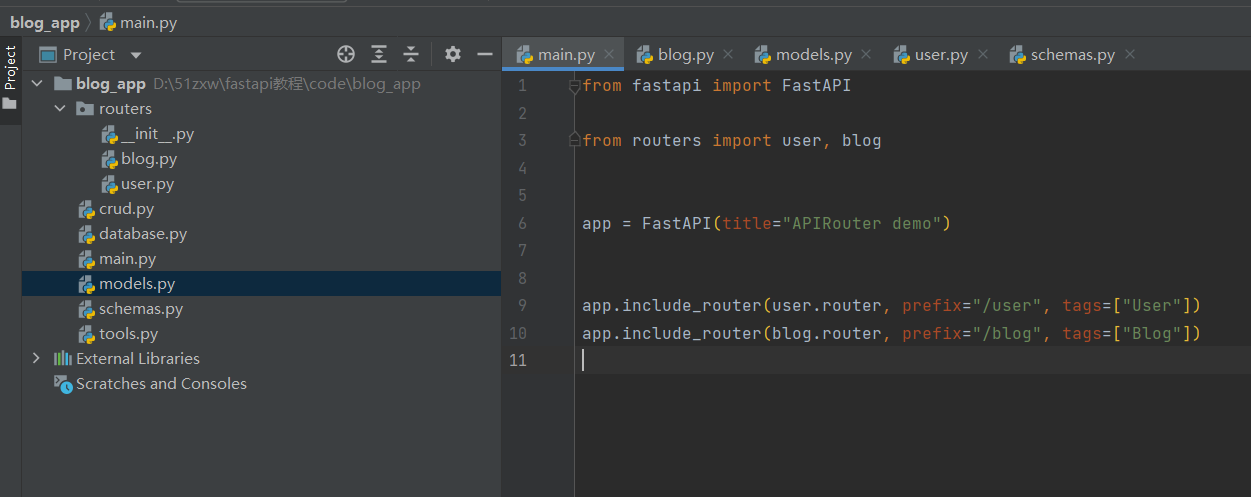 blog_app main.py
Project
Project
main.py blog.py models.py user.py schemas.py
blog_app D:\51zxw\fastapi教程\code\blog_app
routers
__init__.py
blog.py
user.py
crud.py
database.py
main.py
models.py
schemas.py
tools.py
External Libraries
Scratches and Consoles
1 from fastapi import FastAPI
2
3 from routers import user, blog
4
5
6 app = FastAPI(title="APIRouter demo")
7
8
9 app.include_router(user.router, prefix="/user", tags=["User"])
10 app.include_router(blog.router, prefix="/blog", tags=["Blog"])
11